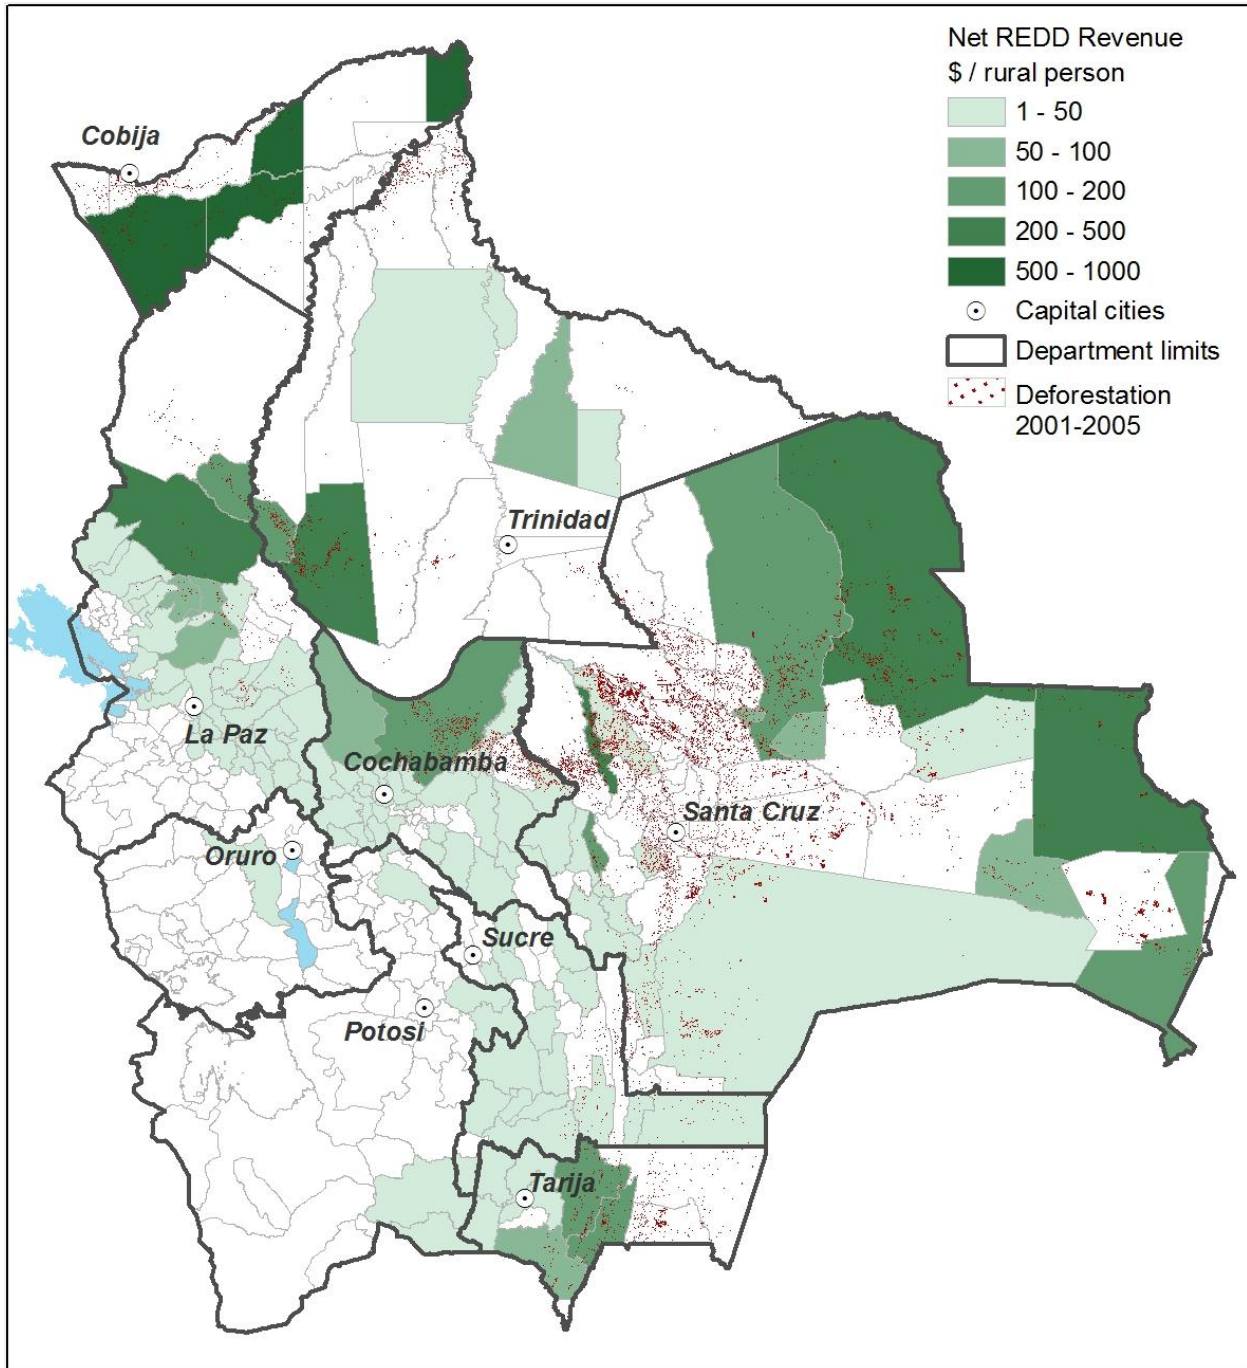 Net REDD Revenue
$ / rural person
1 - 50
50 - 100
100 - 200
200 - 500
500 - 1000
Capital cities
Department limits
Deforestation
2001-2005
Cobija
Trinidad
La Paz
Cochabamba
Santa Cruz
Oruro
Sucre
Potosi
Tarija